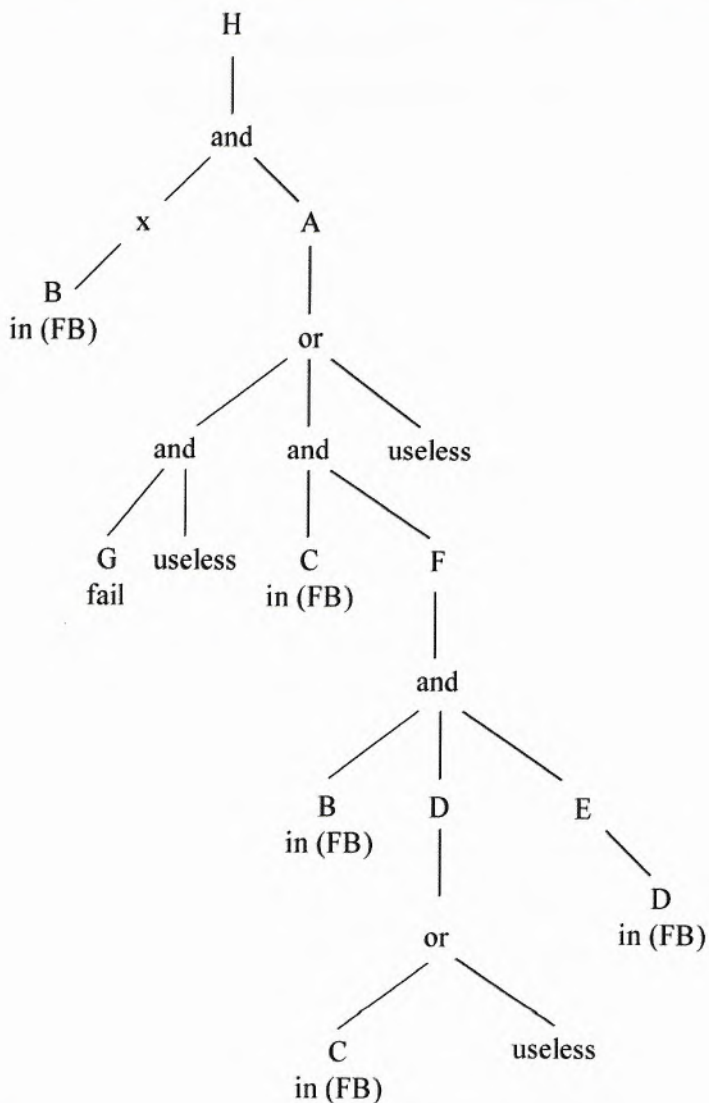 H
and
x A
B
in (FB)
or
and and useless
G useless C F
fail in (FB)
and
B D E
in (FB)
D
in (FB)
or
C useless
in (FB)